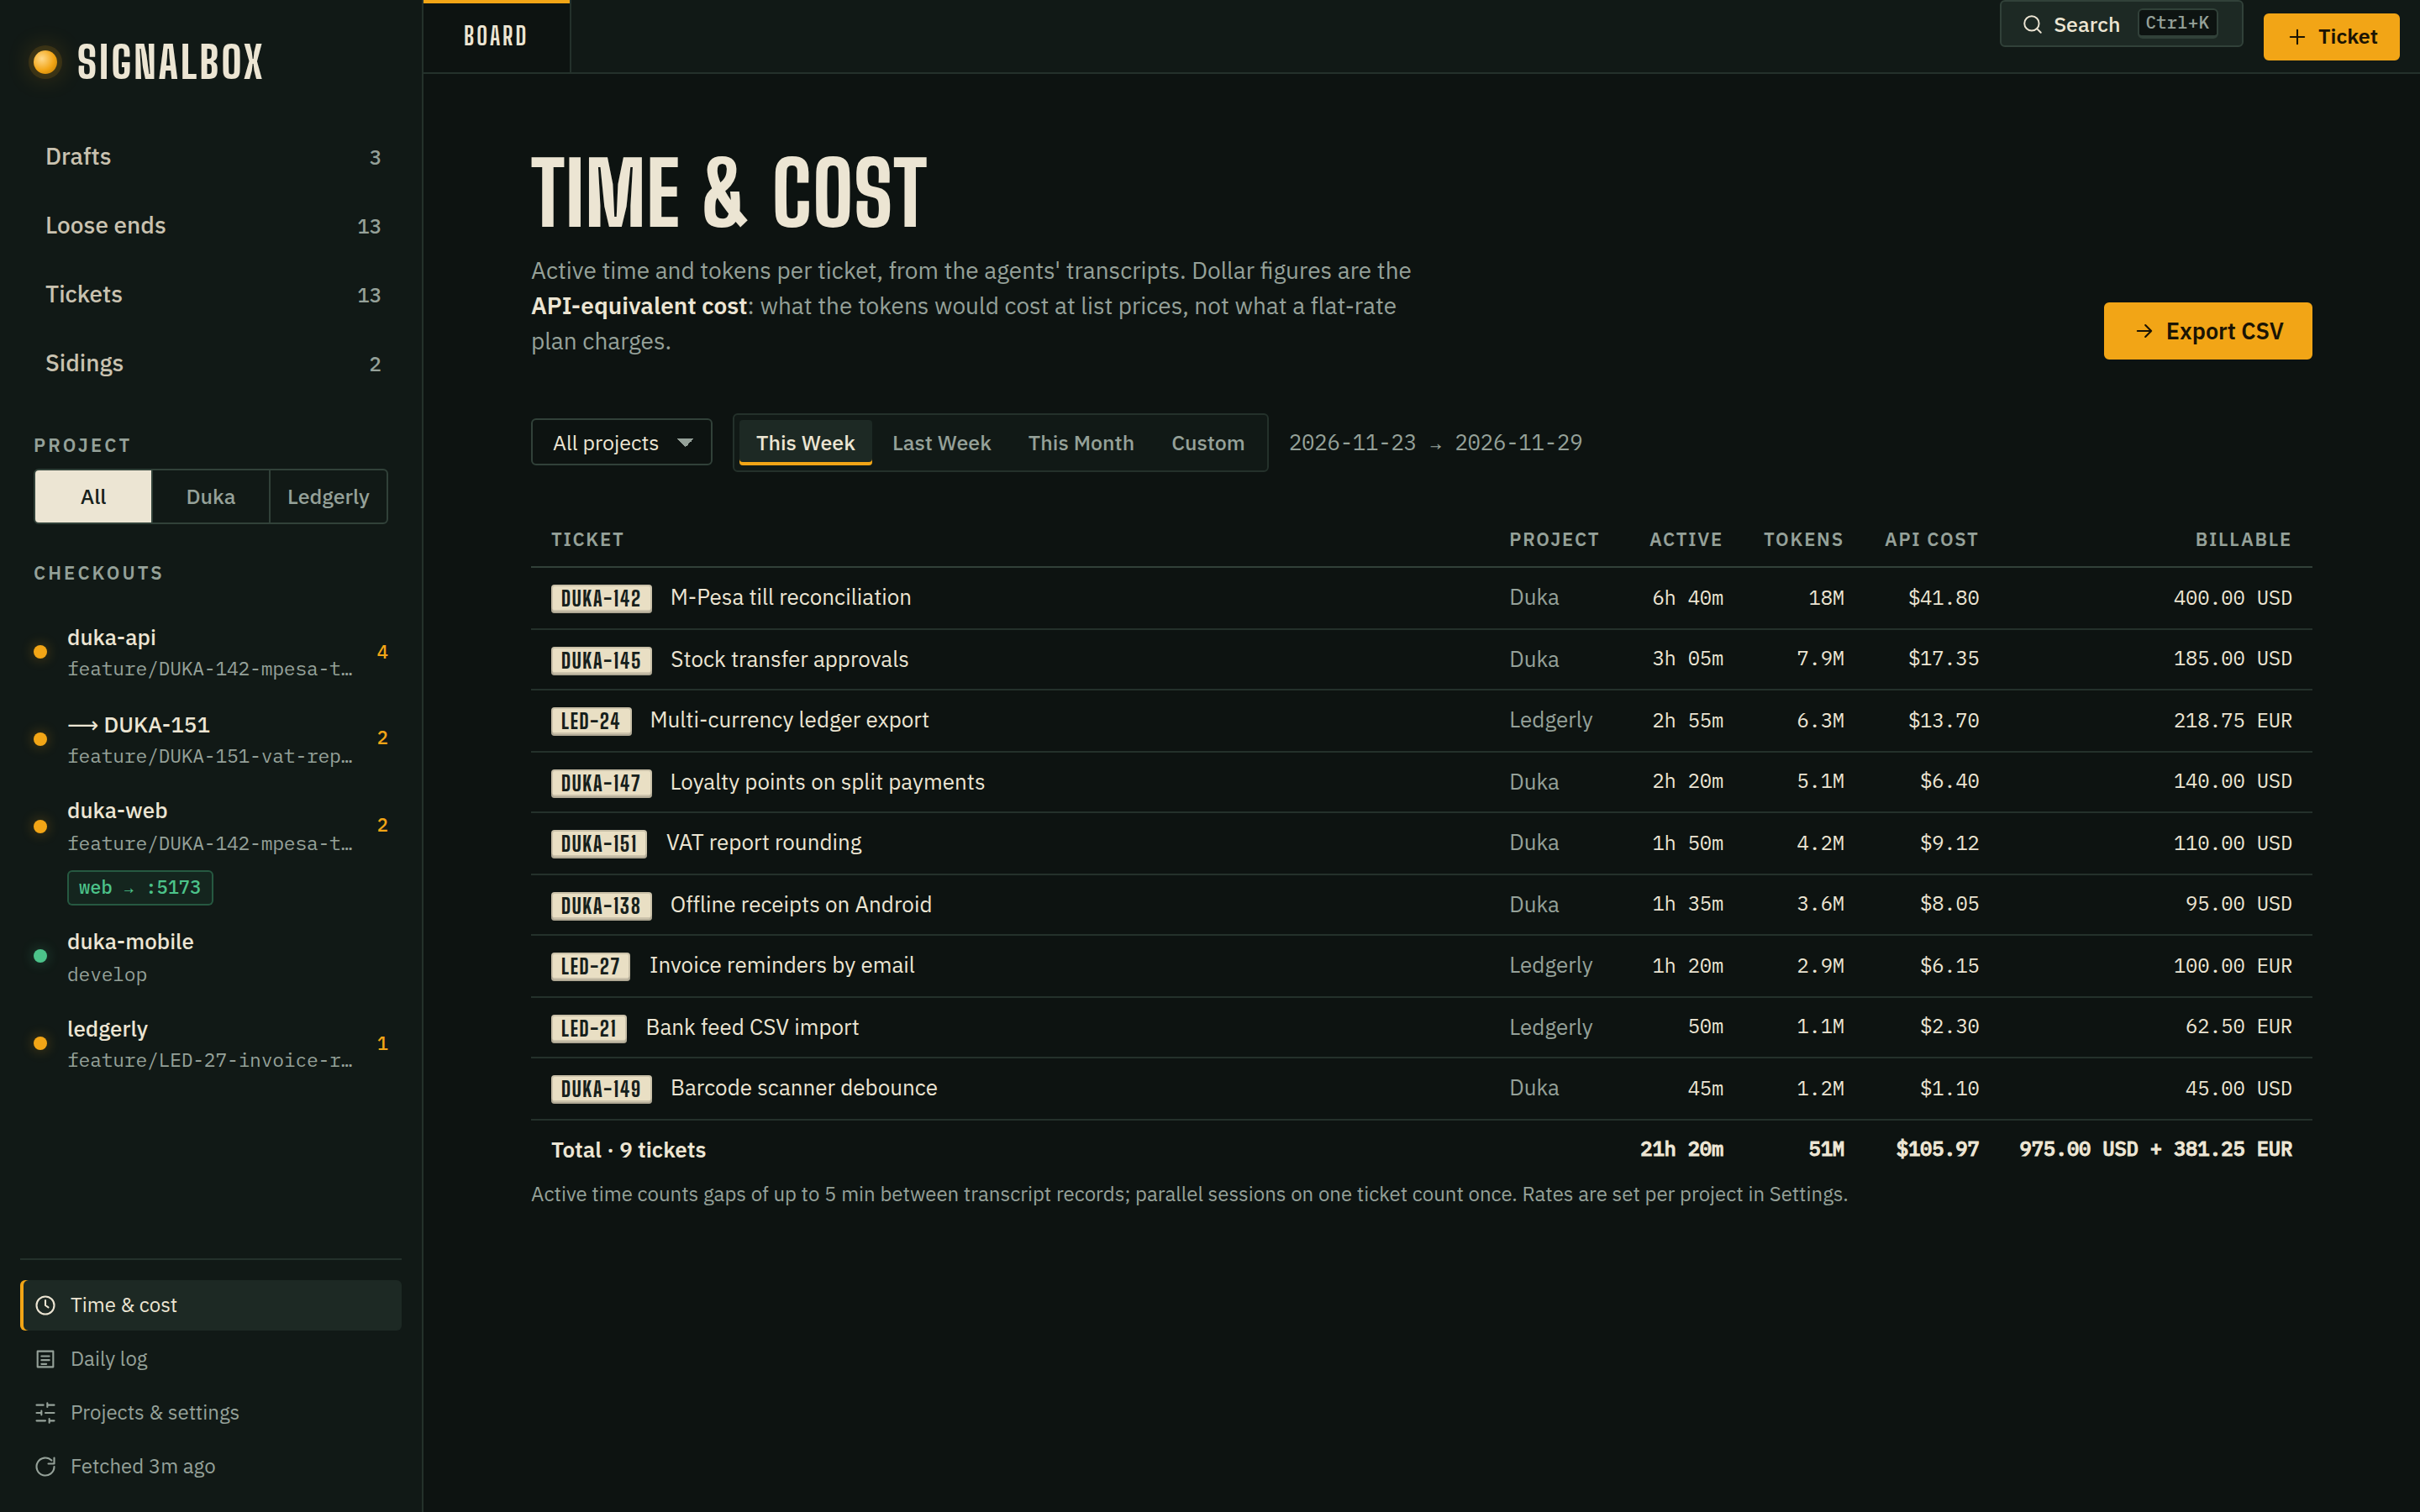 SIGNALBOX
Drafts 3
Loose ends 13
Tickets 13
Sidings 2
PROJECT
All Duka Ledgerly
CHECKOUTS
duka-api 4
feature/DUKA-142-mpesa-t…
⟶ DUKA-151 2
feature/DUKA-151-vat-rep…
duka-web 2
feature/DUKA-142-mpesa-t…
web → :5173
duka-mobile
develop
ledgerly 1
feature/LED-27-invoice-r…
Time & cost
Daily log
Projects & settings
Fetched 3m ago
BOARD
Search Ctrl+K
+ Ticket
TIME & COST
Active time and tokens per ticket, from the agents' transcripts. Dollar figures are the
API-equivalent cost: what the tokens would cost at list prices, not what a flat-rate
plan charges.
→ Export CSV
All projects This Week Last Week This Month Custom 2026-11-23 → 2026-11-29
TICKET PROJECT ACTIVE TOKENS API COST BILLABLE
DUKA-142 M-Pesa till reconciliation Duka 6h 40m 18M $41.80 400.00 USD
DUKA-145 Stock transfer approvals Duka 3h 05m 7.9M $17.35 185.00 USD
LED-24 Multi-currency ledger export Ledgerly 2h 55m 6.3M $13.70 218.75 EUR
DUKA-147 Loyalty points on split payments Duka 2h 20m 5.1M $6.40 140.00 USD
DUKA-151 VAT report rounding Duka 1h 50m 4.2M $9.12 110.00 USD
DUKA-138 Offline receipts on Android Duka 1h 35m 3.6M $8.05 95.00 USD
LED-27 Invoice reminders by email Ledgerly 1h 20m 2.9M $6.15 100.00 EUR
LED-21 Bank feed CSV import Ledgerly 50m 1.1M $2.30 62.50 EUR
DUKA-149 Barcode scanner debounce Duka 45m 1.2M $1.10 45.00 USD
Total · 9 tickets 21h 20m 51M $105.97 975.00 USD + 381.25 EUR
Active time counts gaps of up to 5 min between transcript records; parallel sessions on one ticket count once. Rates are set per project in Settings.